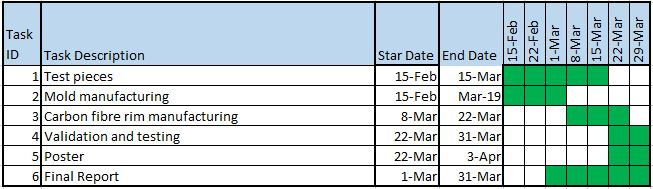 Task ID Task Description Star Date End Date 15-Feb 22-Feb 1-Mar 8-Mar 15-Mar 22-Mar 29-Mar
1 Test pieces 15-Feb 15-Mar
2 Mold manufacturing 15-Feb Mar-19
3 Carbon fibre rim manufacturing 8-Mar 22-Mar
4 Validation and testing 22-Mar 31-Mar
5 Poster 22-Mar 3-Apr
6 Final Report 1-Mar 31-Mar